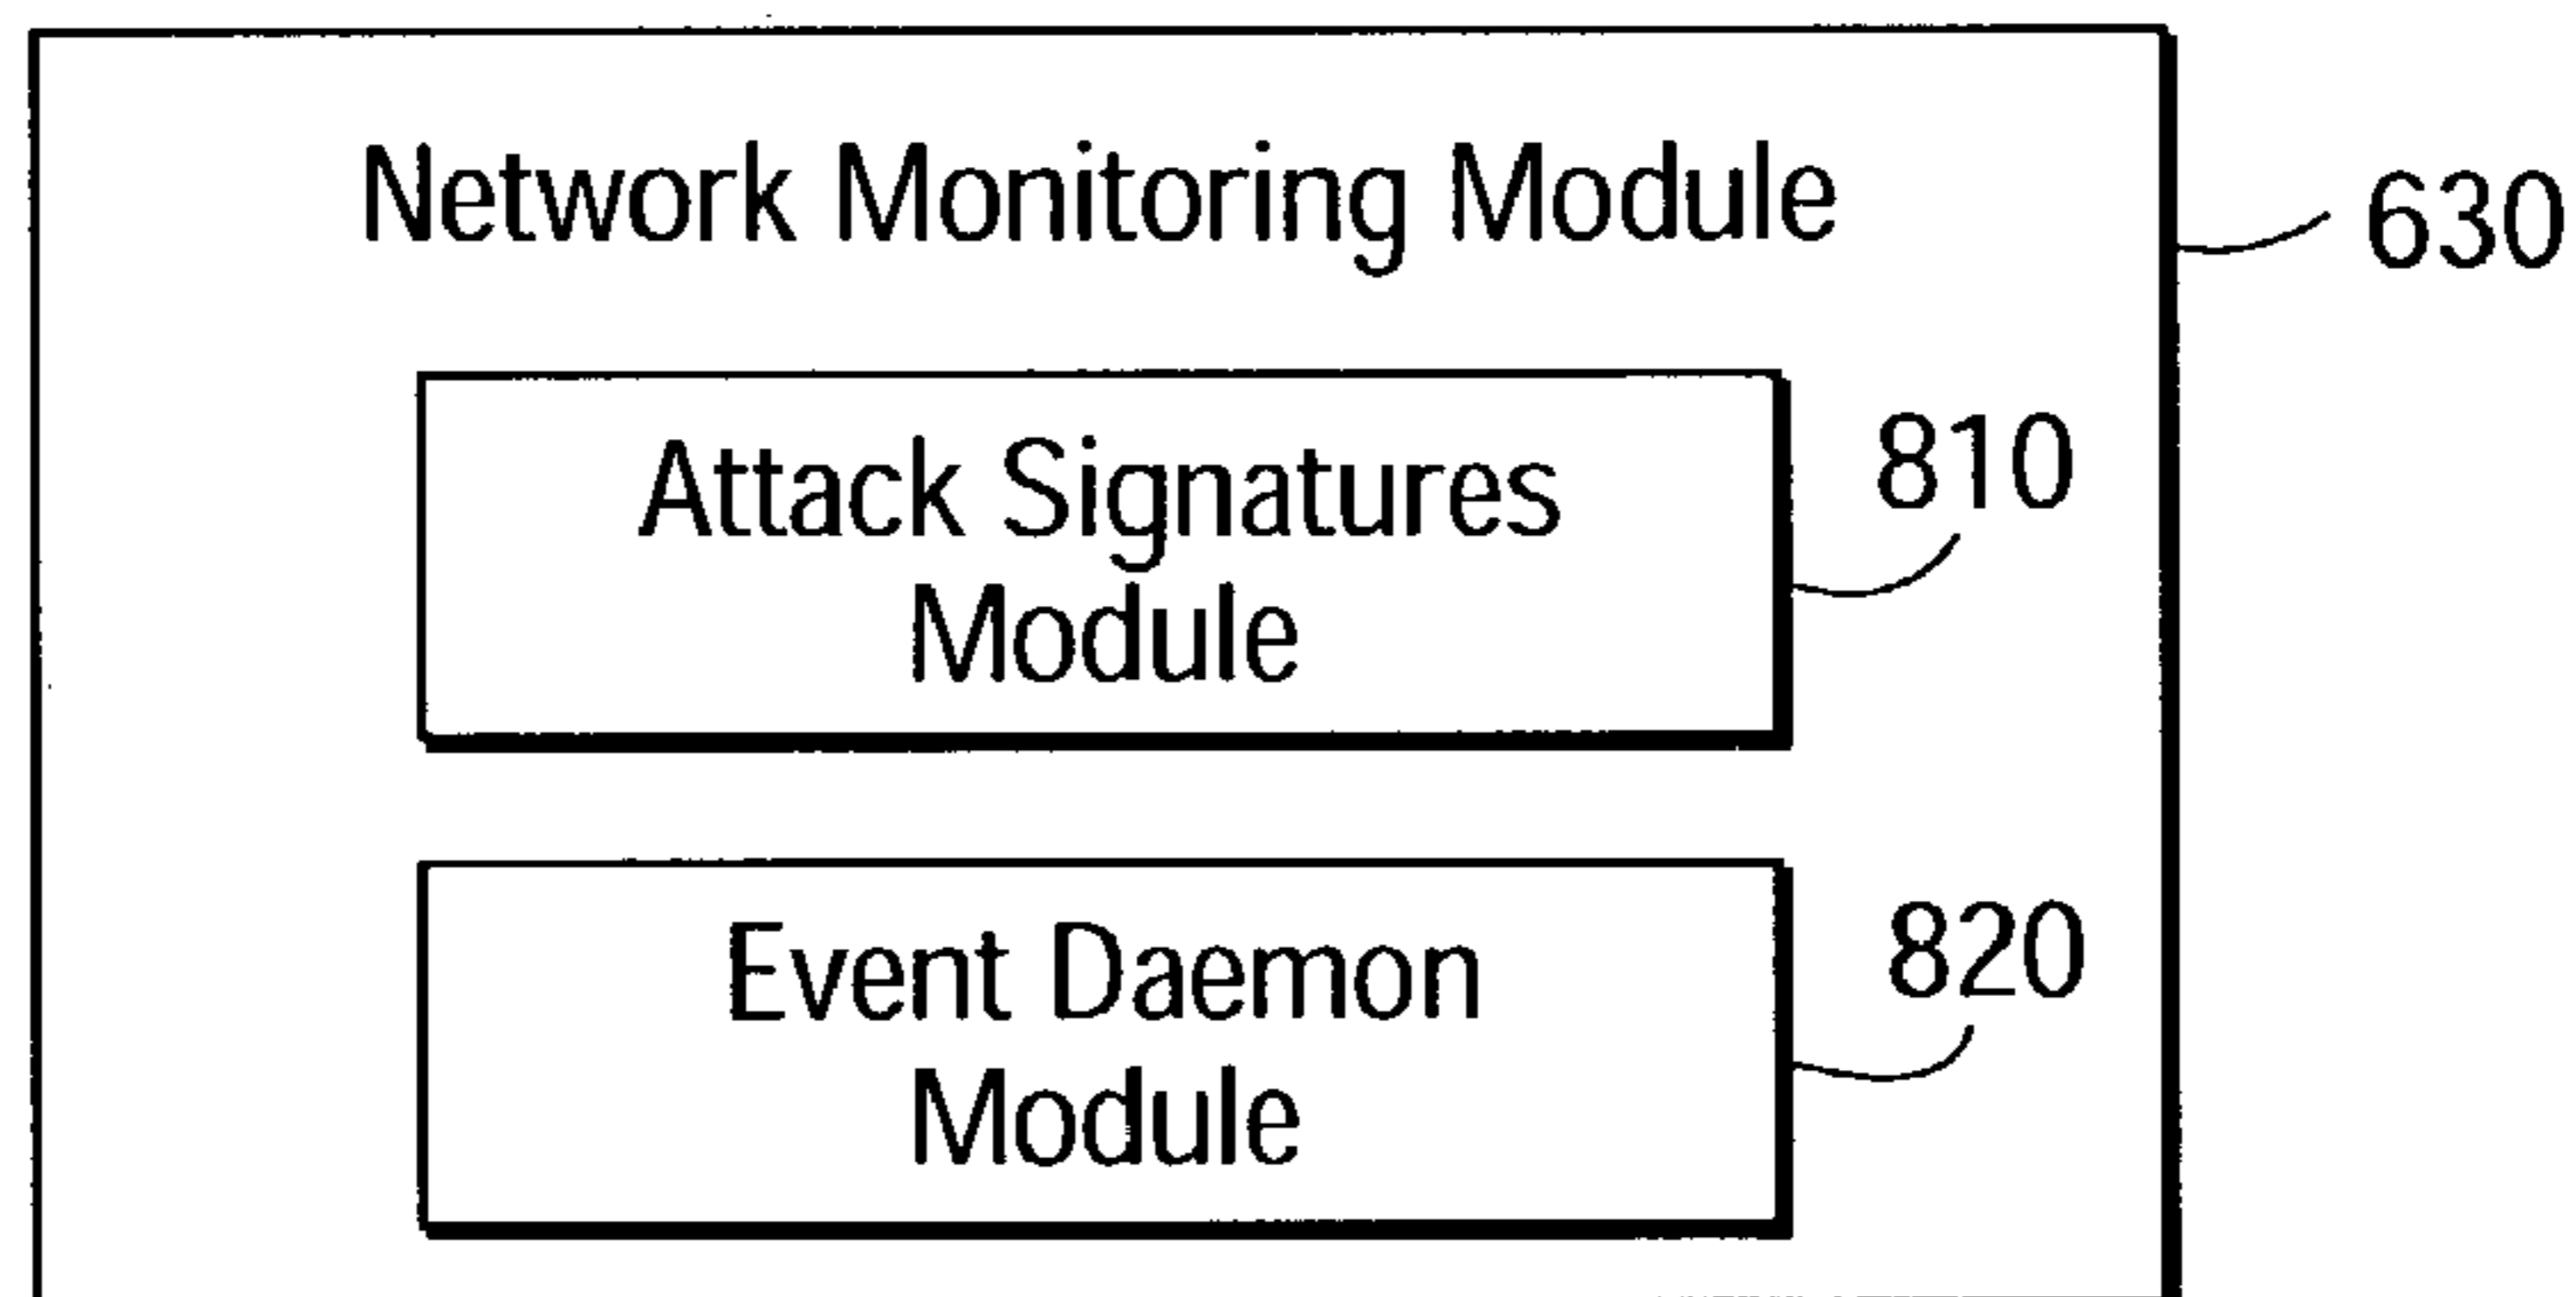 Network Monitoring Module
630
Attack Signatures
Module
810
Event Daemon
Module
820